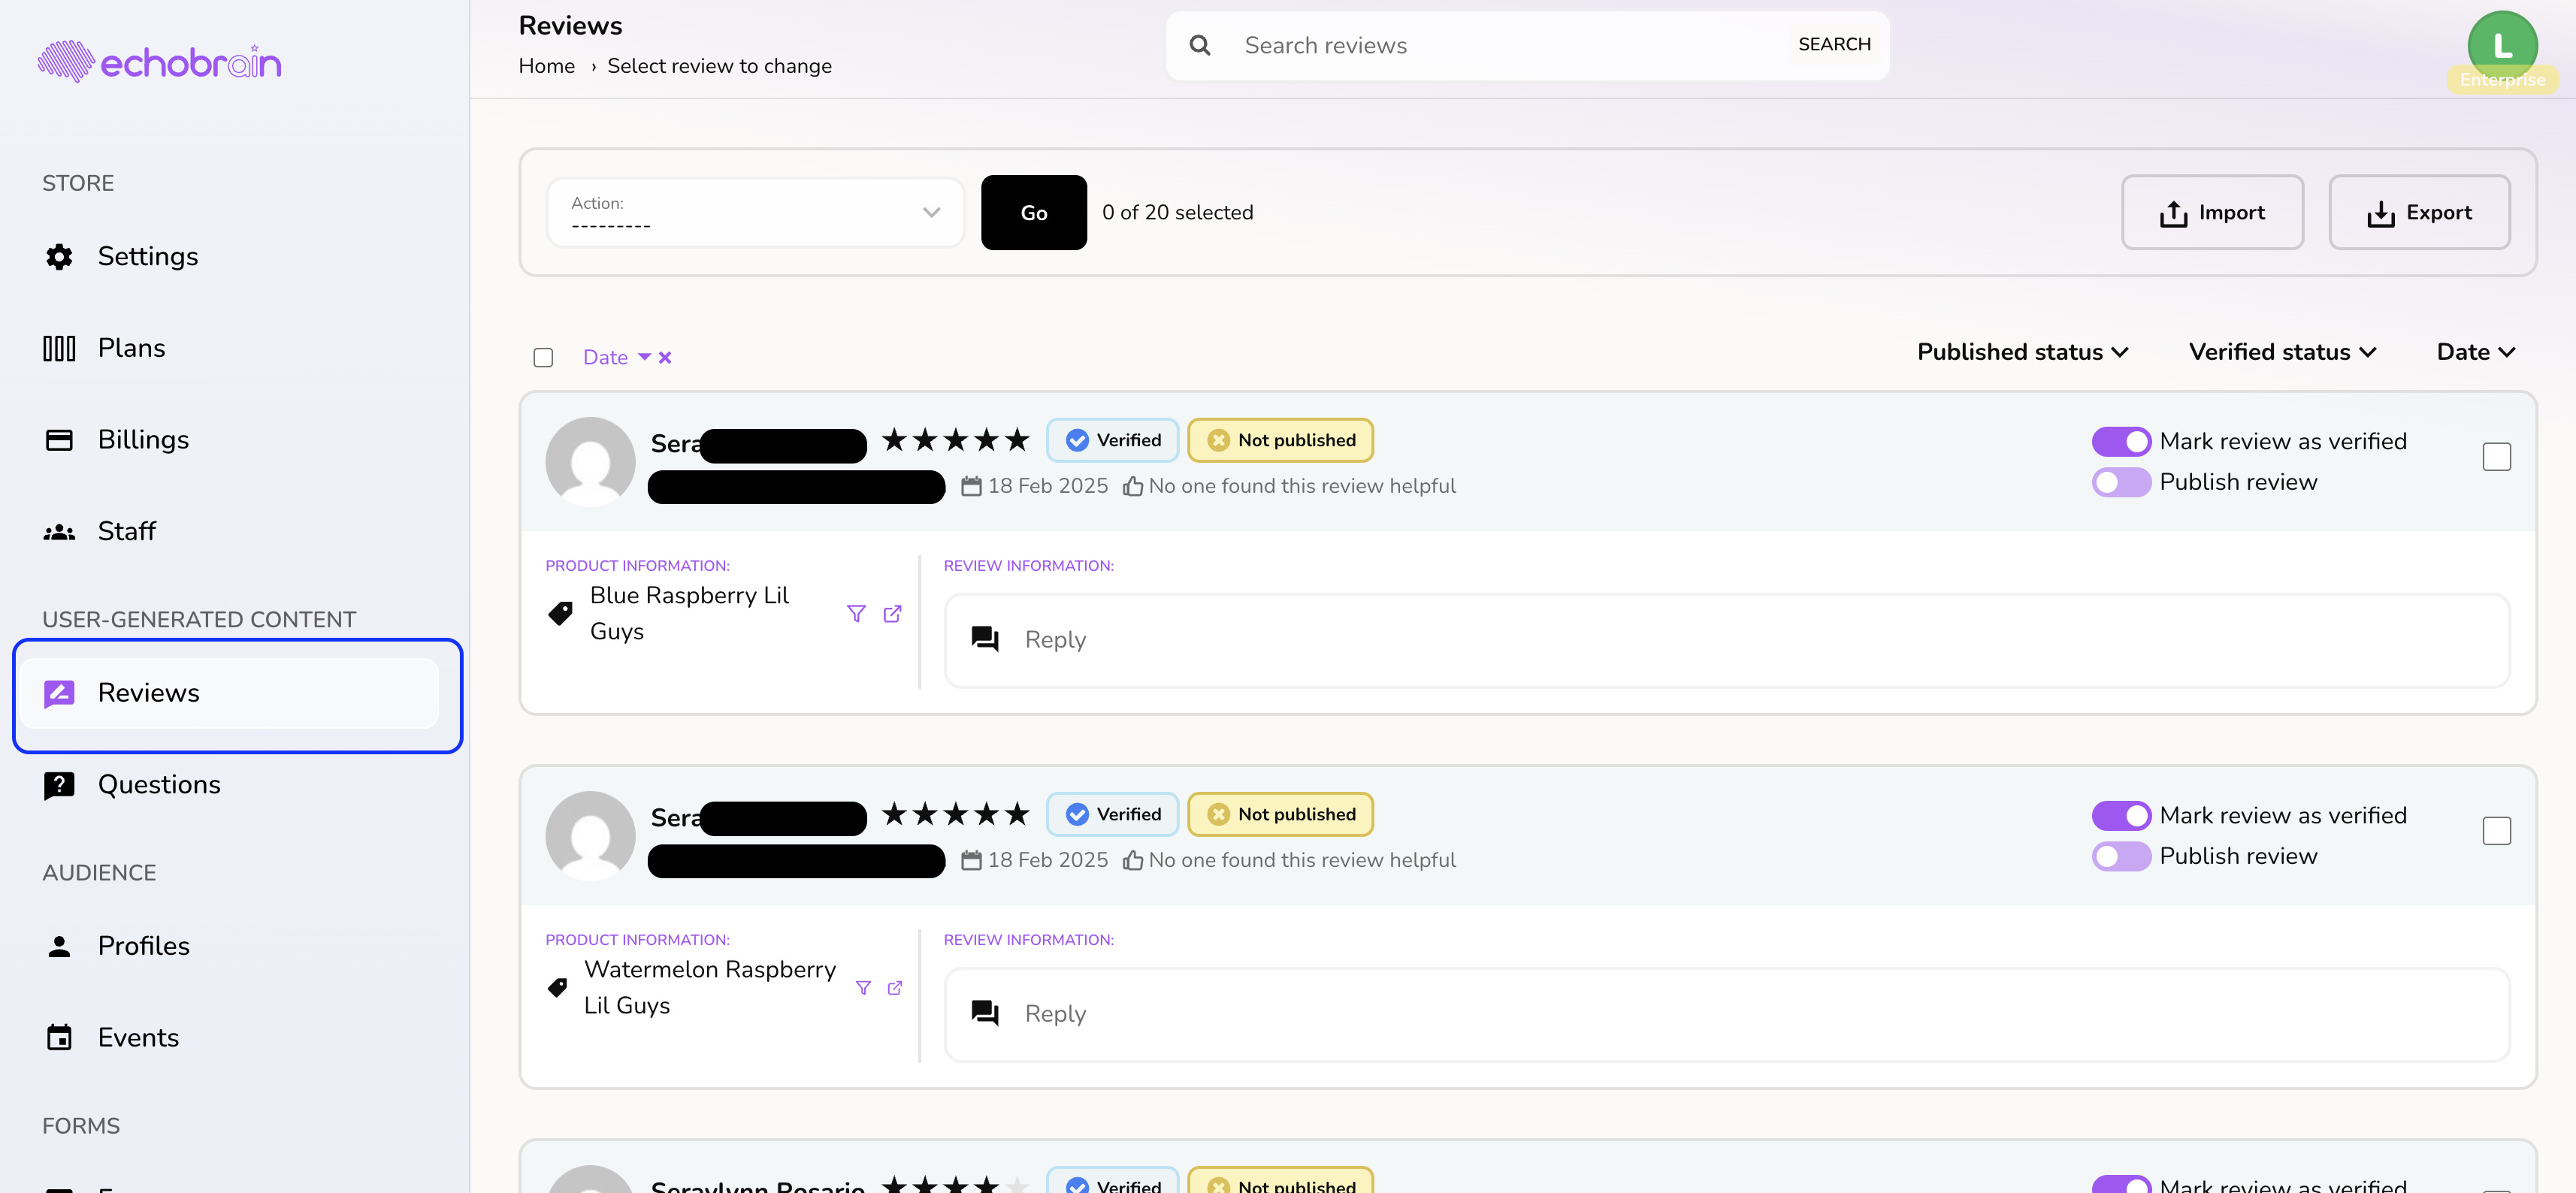 echobrain
Reviews
Home › Select review to change
Search reviews
SEARCH
L
Enterprise
STORE
Settings
Plans
Billings
Staff
USER-GENERATED CONTENT
Reviews
Questions
AUDIENCE
Profiles
Events
FORMS
Action:
---------
Go
0 of 20 selected
Import
Export
Date
Published status
Verified status
Date
Sera
Verified
Not published
18 Feb 2025
No one found this review helpful
Mark review as verified
Publish review
PRODUCT INFORMATION:
Blue Raspberry Lil
Guys
REVIEW INFORMATION:
Reply
Sera
Verified
Not published
18 Feb 2025
No one found this review helpful
Mark review as verified
Publish review
PRODUCT INFORMATION:
Watermelon Raspberry
Lil Guys
REVIEW INFORMATION:
Reply
Seraylynn Rosario
Verified
Not published
Mark review as verified